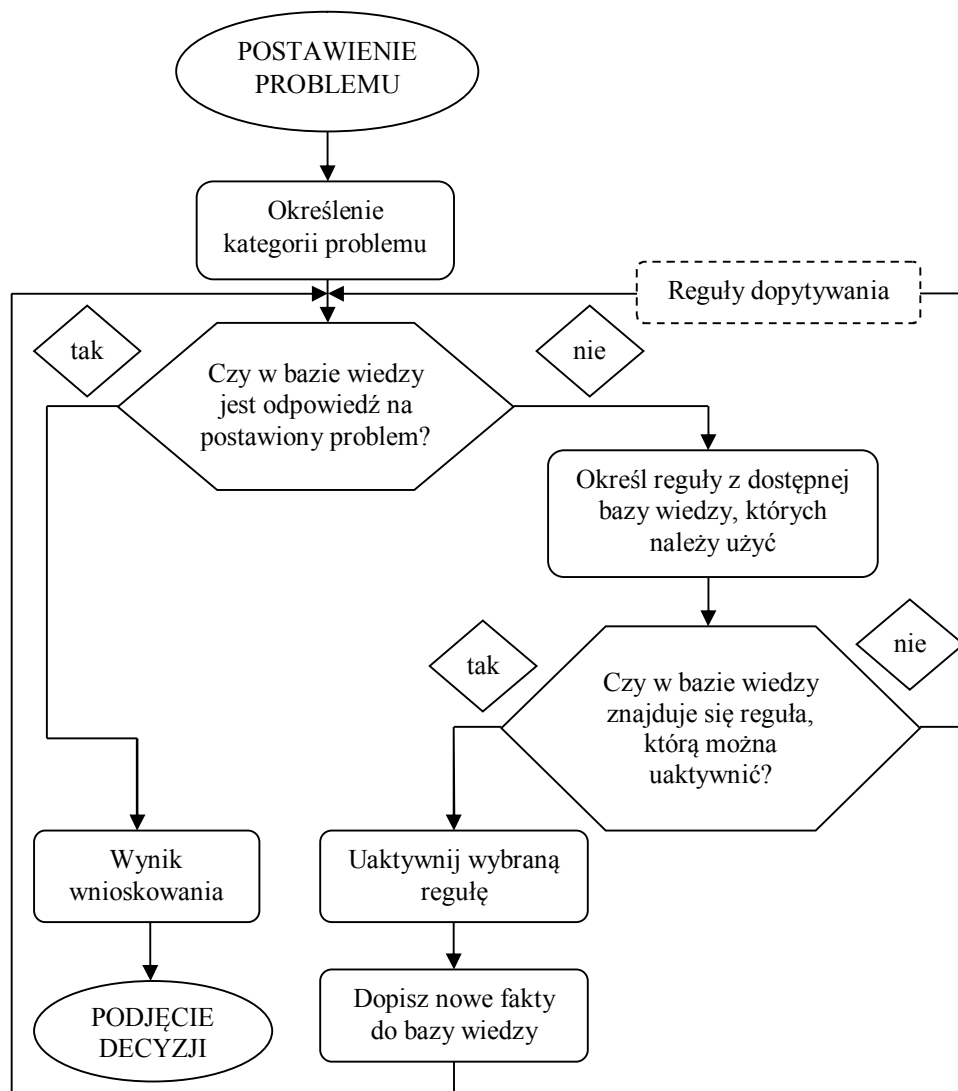 POSTAWIENIE
PROBLEMU
Określenie
kategorii problemu
Reguły dopytywania
tak
nie
Czy w bazie wiedzy
jest odpowiedź na
postawiony problem?
Określ reguły z dostępnej
bazy wiedzy, których
należy użyć
tak
nie
Czy w bazie wiedzy
znajduje się reguła,
którą można
uaktywnić?
Wynik
wnioskowania
Uaktywnij wybraną
regułę
PODJĘCIE
DECYZJI
Dopisz nowe fakty
do bazy wiedzy